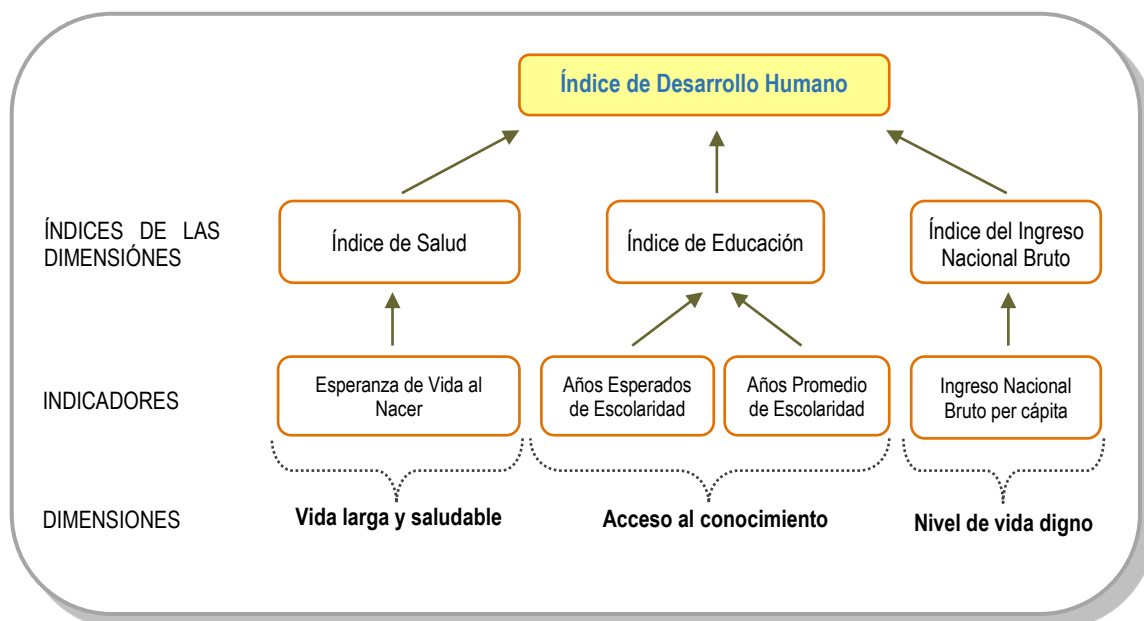 Índice de Desarrollo Humano
ÍNDICES DE LAS
DIMENSIÓNES
Índice de Salud
Índice de Educación
Índice del Ingreso
Nacional Bruto
INDICADORES
Esperanza de Vida al
Nacer
Años Esperados
de Escolaridad
Años Promedio
de Escolaridad
Ingreso Nacional
Bruto per cápita
DIMENSIONES
Vida larga y saludable
Acceso al conocimiento
Nivel de vida digno